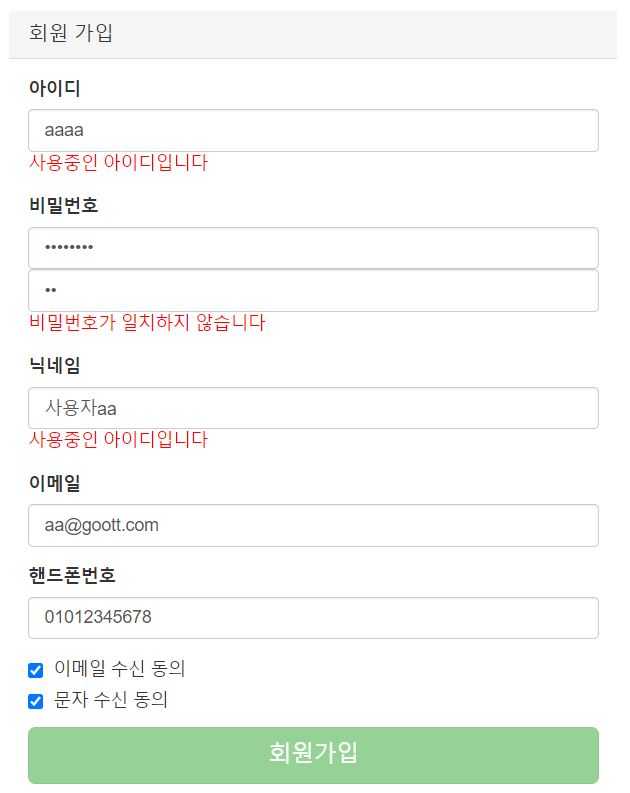 회원 가입
아이디
aaaa
사용중인 아이디입니다
비밀번호
••••••••
••
비밀번호가 일치하지 않습니다
닉네임
사용자aa
사용중인 아이디입니다
이메일
aa@goott.com
핸드폰번호
01012345678
이메일 수신 동의
문자 수신 동의
회원가입